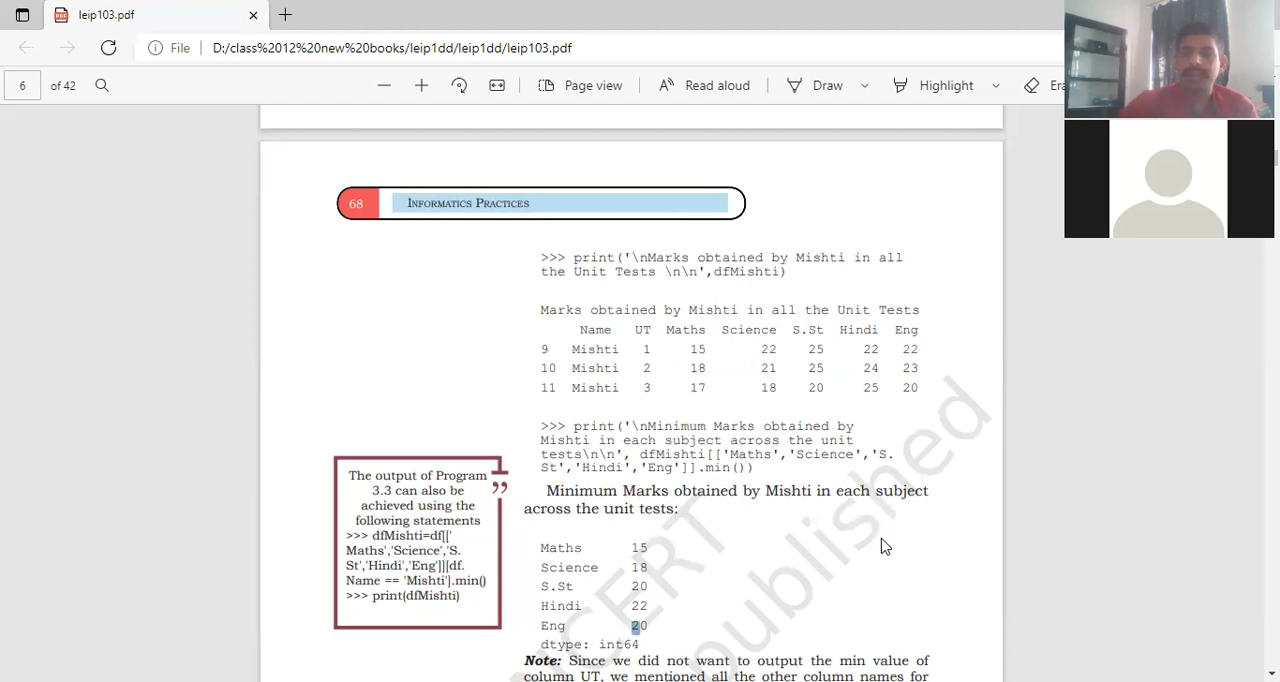 leip103.pdf
File D:/class%2012%20new%20books/leip1dd/leip1dd/leip103.pdf
6 of 42 Page view Read aloud Draw Highlight Era
68 INFORMATICS PRACTICES
>>> print('\nMarks obtained by Mishti in all
the Unit Tests \n\n',dfMishti)
Marks obtained by Mishti in all the Unit Tests
Name UT Maths Science S.St Hindi Eng
9 Mishti 1 15 22 25 22 22
10 Mishti 2 18 21 25 24 23
11 Mishti 3 17 18 20 25 20
>>> print('\nMinimum Marks obtained by
Mishti in each subject across the unit
tests\n\n', dfMishti[['Maths','Science','S.
St','Hindi','Eng']].min())
Minimum Marks obtained by Mishti in each subject
across the unit tests:
Maths 15
Science 18
S.St 20
Hindi 22
Eng 20
dtype: int64
Note: Since we did not want to output the min value of
column UT, we mentioned all the other column names for
The output of Program
3.3 can also be
achieved using the
following statements
>>> dfMishti=df[['
Maths','Science','S.
St','Hindi','Eng']][df.
Name == 'Mishti'].min()
>>> print(dfMishti)
NCERT
published